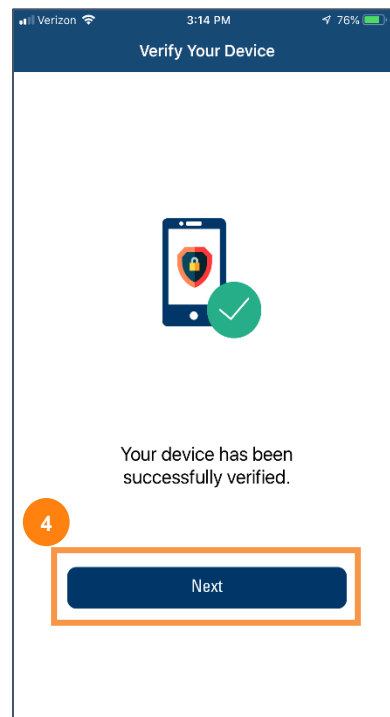 Verizon 3:14 PM 76%
Verify Your Device
Your device has been
successfully verified.
4
Next